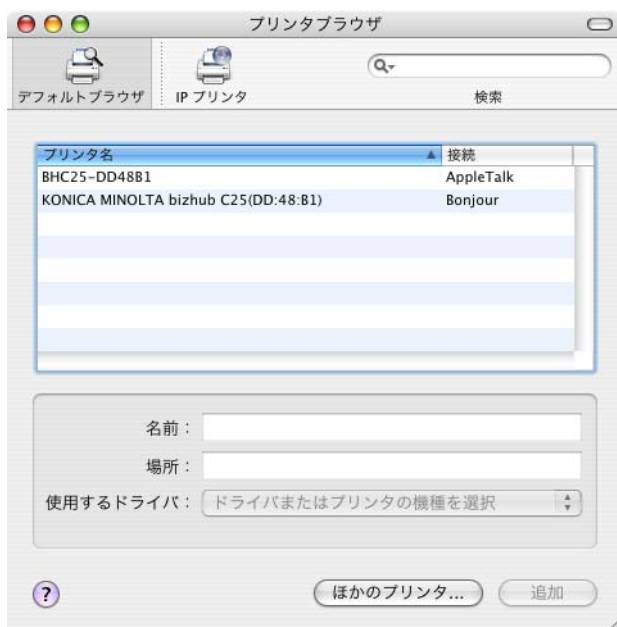 プリンタブラウザ
デフォルトブラウザ
IP プリンタ
検索
プリンタ名 接続
BHC25-DD48B1 AppleTalk
KONICA MINOLTA bizhub C25(DD:48:B1) Bonjour
名前：
場所：
使用するドライバ： ドライバまたはプリンタの機種を選択
? ほかのプリンタ... 追加